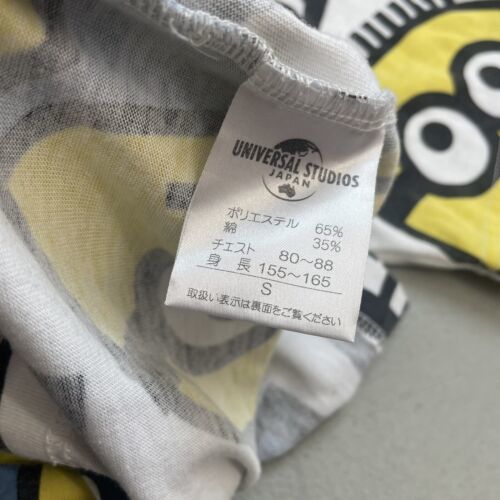 UNIVERSAL STUDIOS
JAPAN
ポリエステル 65%
綿 35%
チェスト 80～88
身 長 155～165
S
取扱い表示は裏面をご覧ください